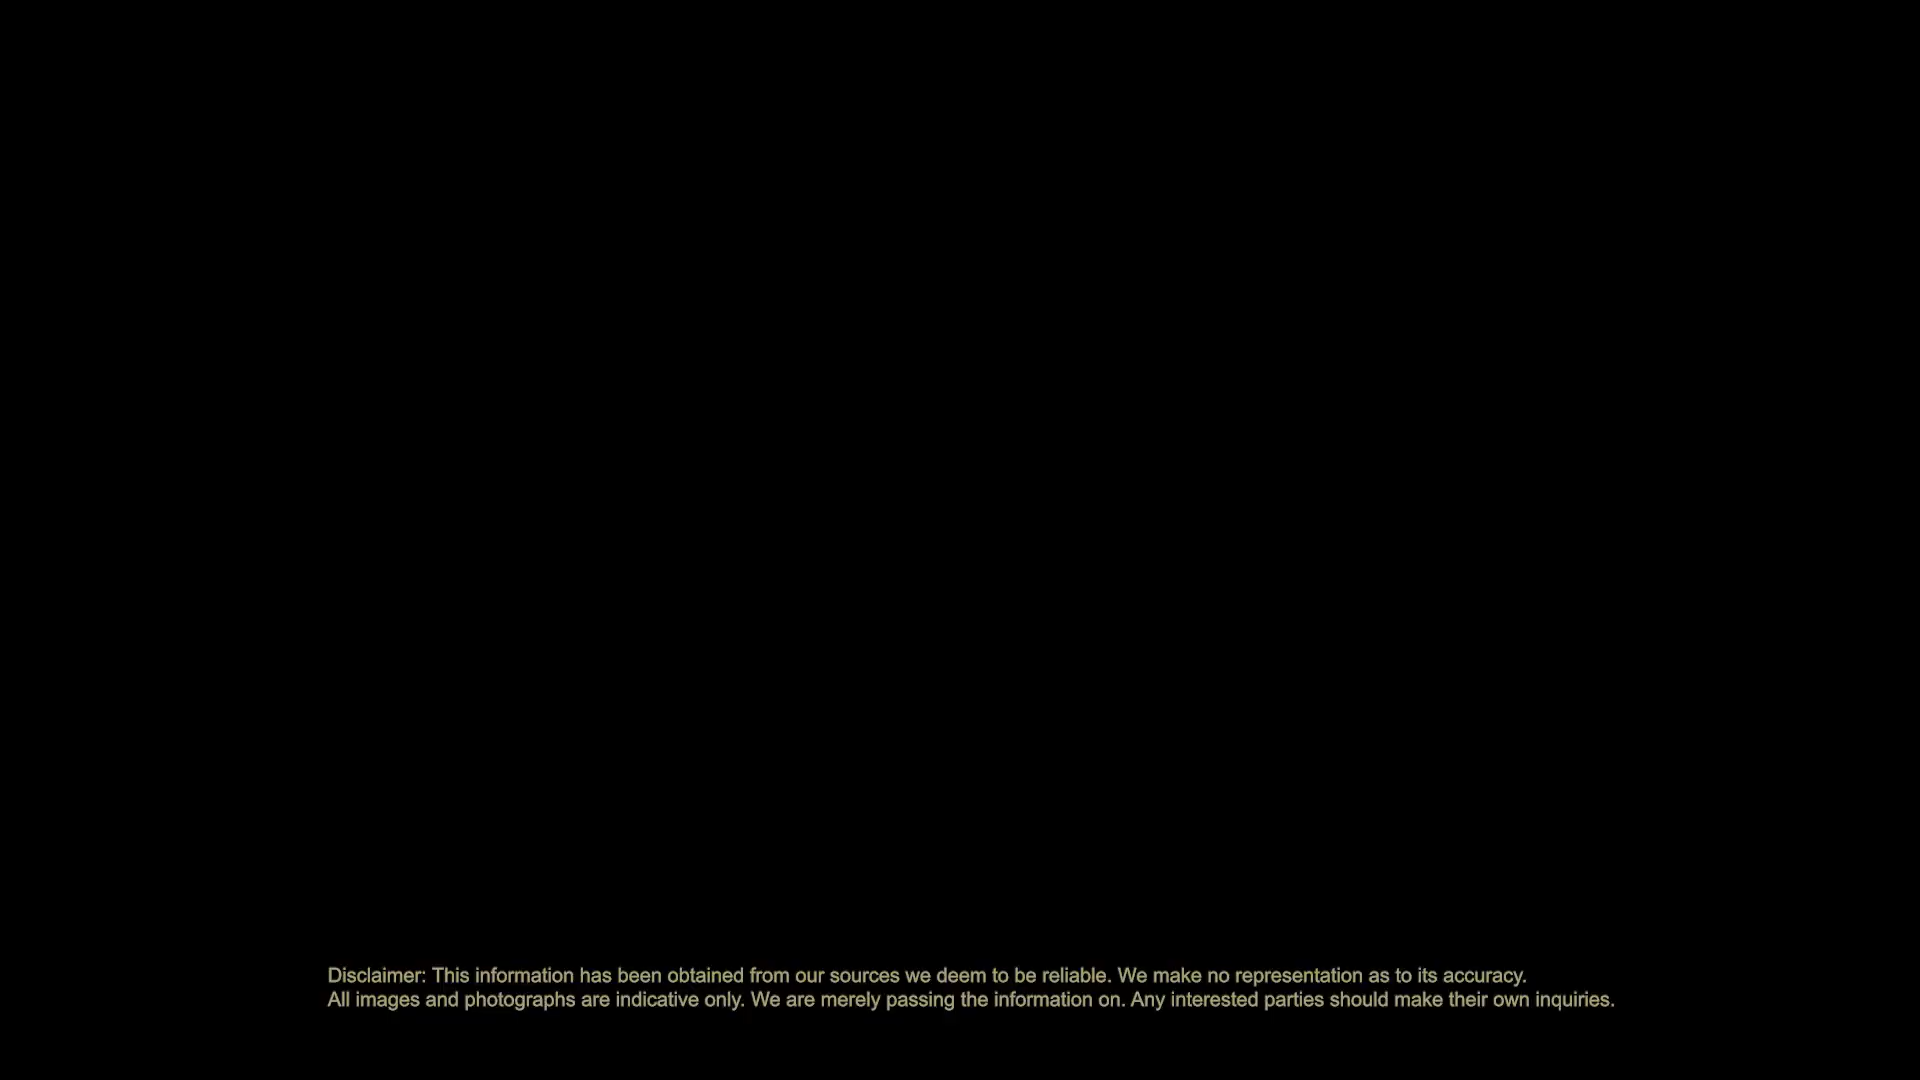 Disclaimer: This information has been obtained from our sources we deem to be reliable. We make no representation as to its accuracy.
All images and photographs are indicative only. We are merely passing the information on. Any interested parties should make their own inquiries.